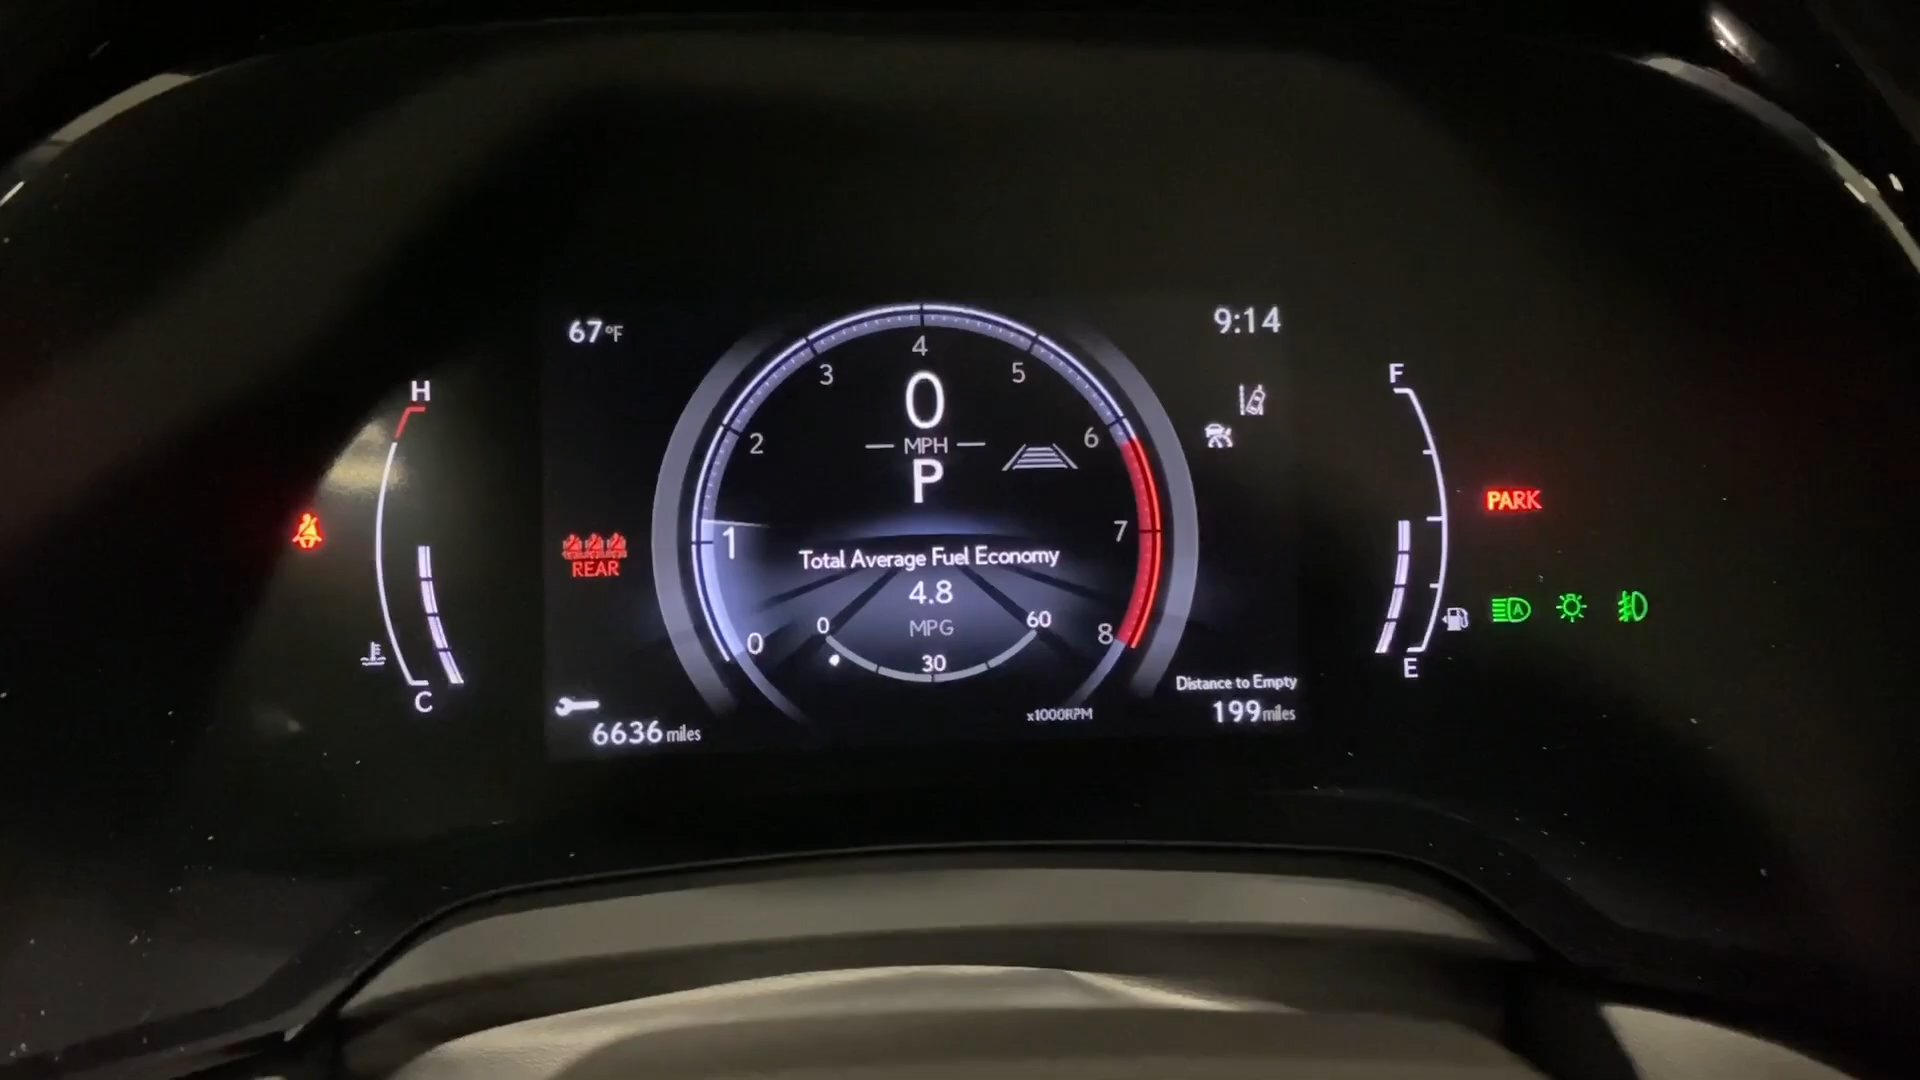 67°F
9:14
H
F
4
3
5
0
2
MPH
6
P
PARK
1
7
REAR
Total Average Fuel Economy
4.8
A
0
60
MPG
0
8
30
E
C
Distance to Empty
6636 miles
x1000RPM
199 miles